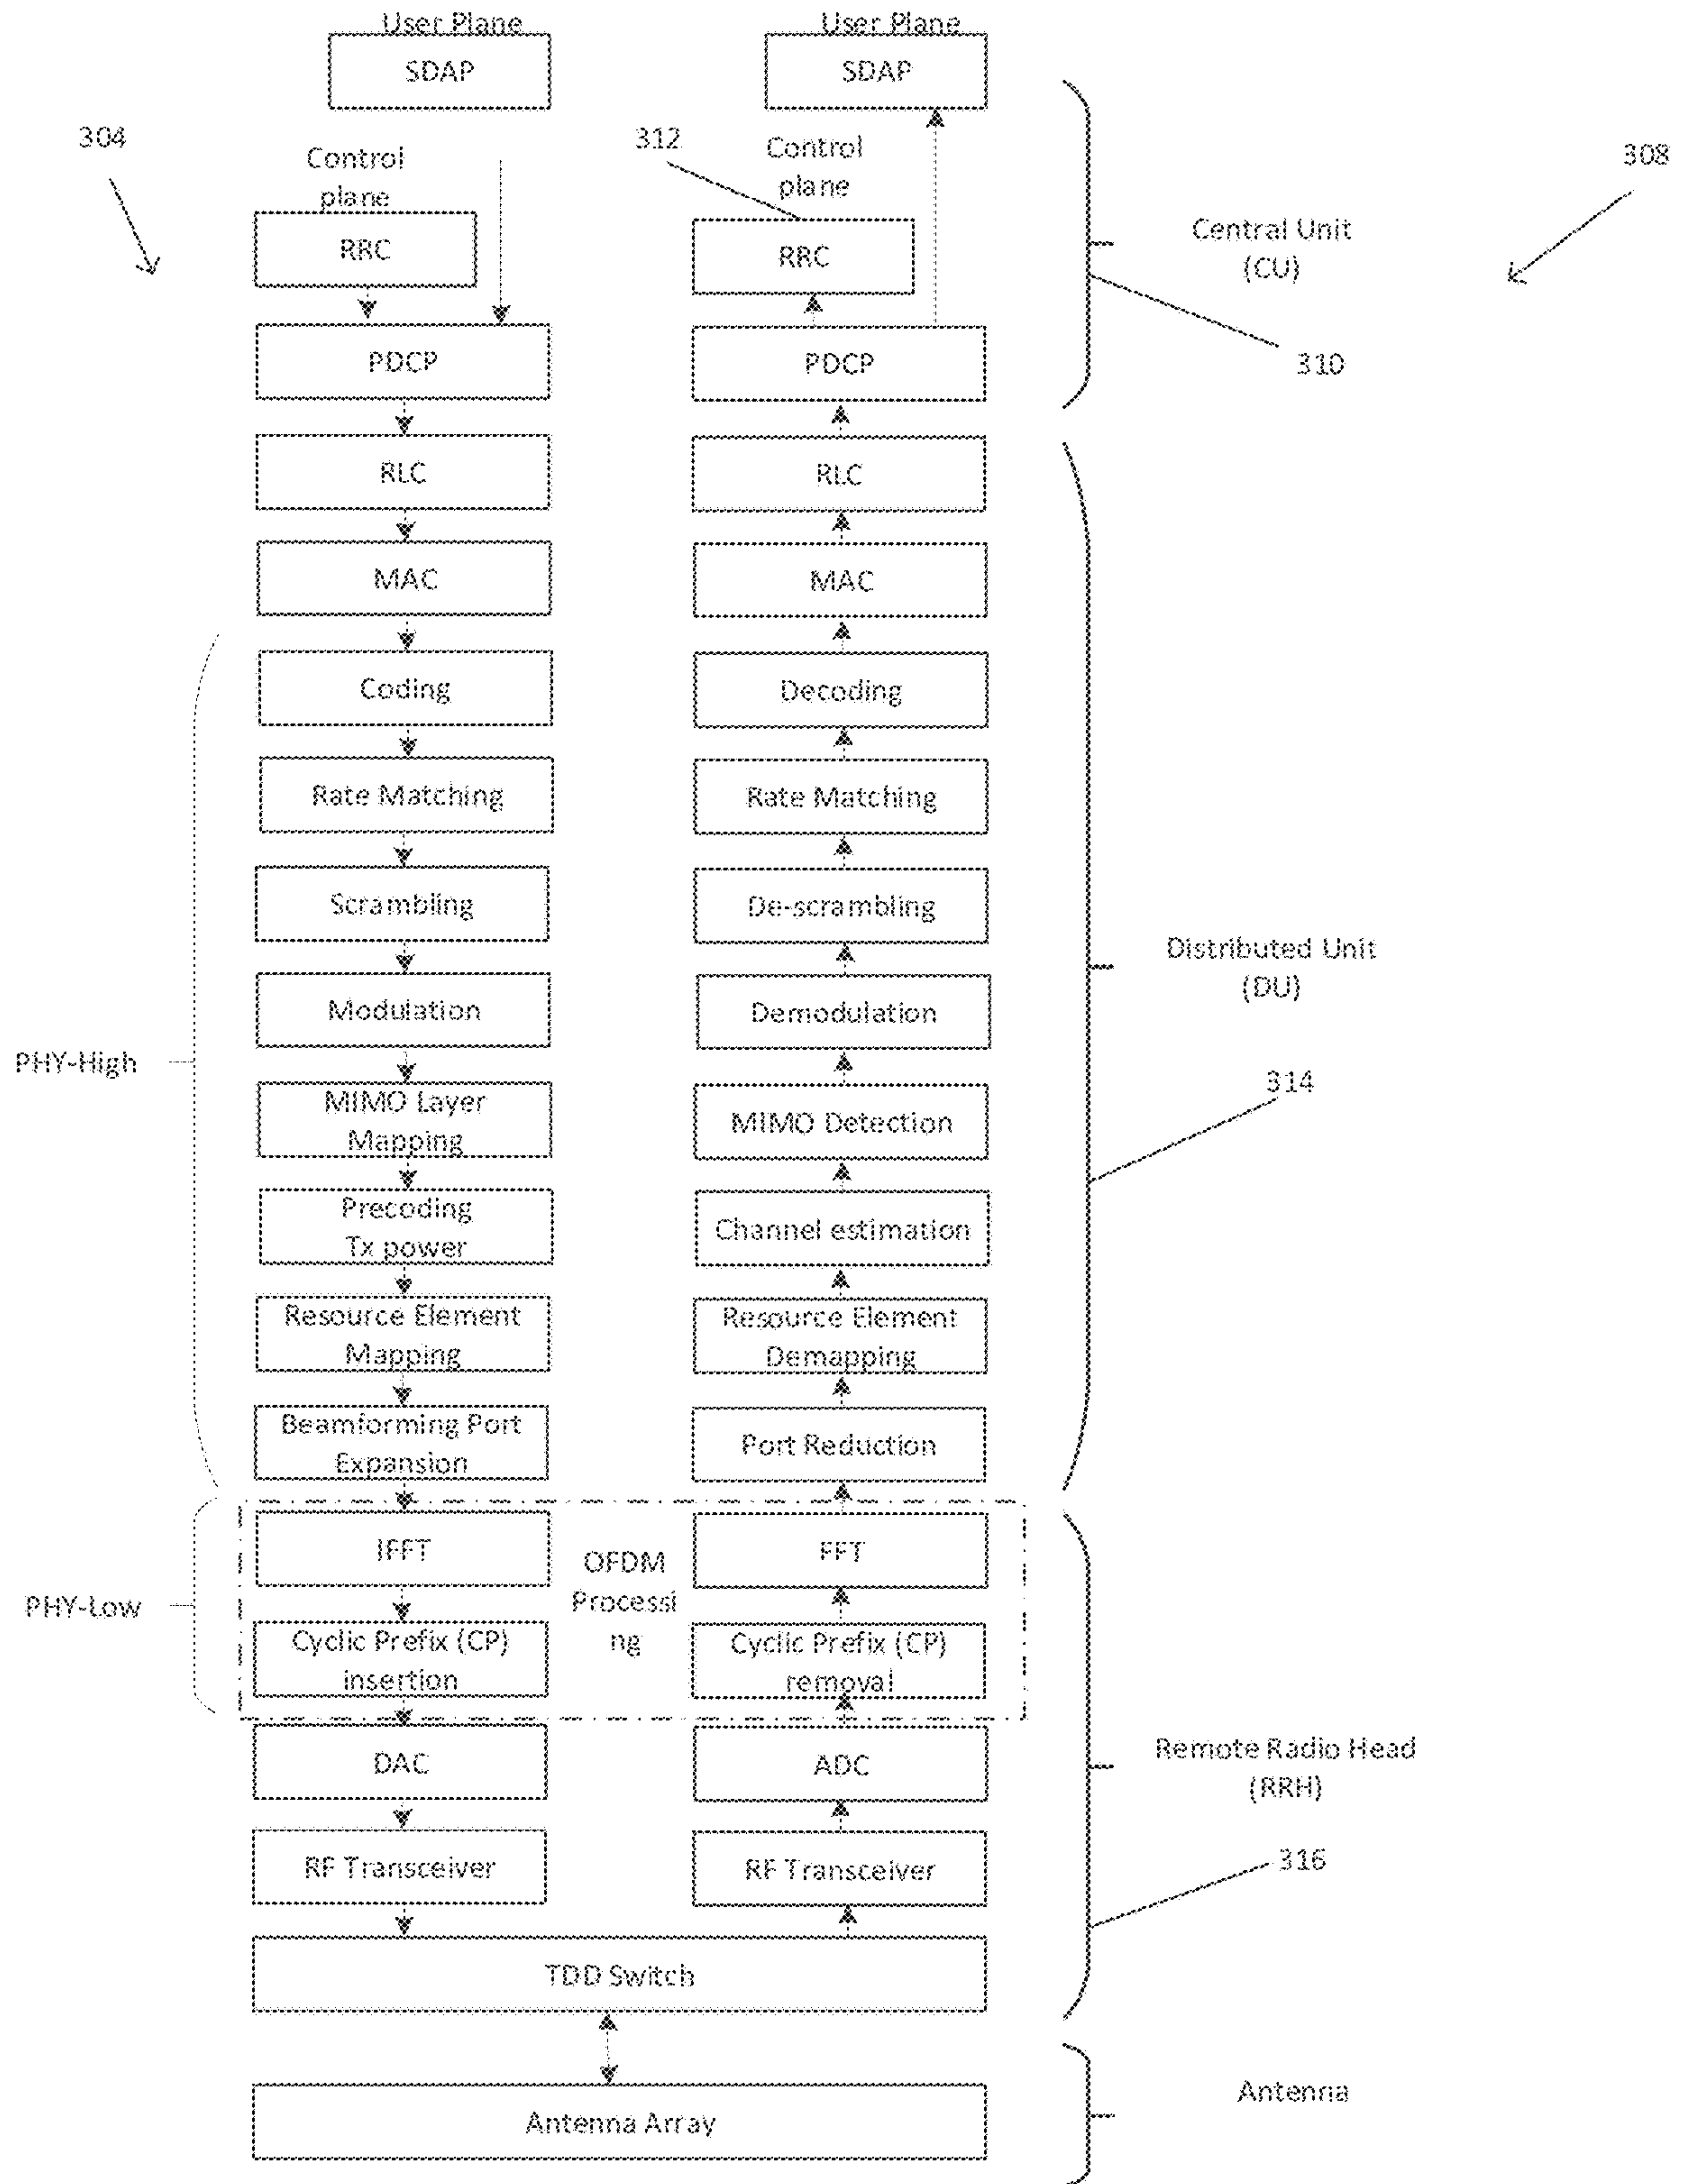 User Plane
SDAP
304
Control
plane
RRC
PDCP
RLC
MAC
Coding
Rate Matching
Scrambling
Modulation
MIMO Layer
Mapping
Precoding
Tx power
Resource Element
Mapping
Beamforming Port
Expansion
PHY-High
IFFT
Cyclic Prefix (CP)
insertion
PHY-Low
OFDM
Processi
ng
DAC
RF Transceiver
User Plane
SDAP
312
Control
plane
RRC
PDCP
RLC
MAC
Decoding
Rate Matching
De-scrambling
Demodulation
MIMO Detection
Channel estimation
Resource Element
Demapping
Port Reduction
FFT
Cyclic Prefix (CP)
removal
ADC
RF Transceiver
TDD Switch
Antenna Array
308
Central Unit
(CU)
310
Distributed Unit
(DU)
314
Remote Radio Head
(RRH)
316
Antenna